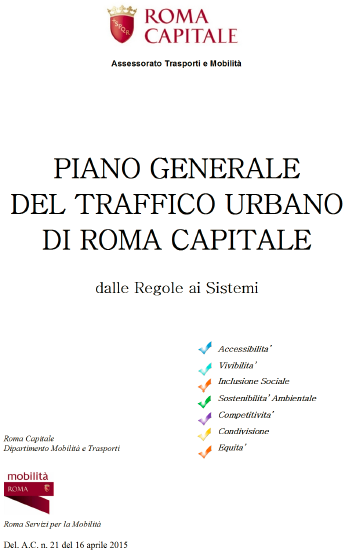 ROMA
CAPITALE
SPQR
Assessorato Trasporti e Mobilità
PIANO GENERALE
DEL TRAFFICO URBANO
DI ROMA CAPITALE
dalle Regole ai Sistemi
Accessibilita'
Vivibilita'
Inclusione Sociale
Sostenibilita' Ambientale
Competitivita'
Condivisione
Equita'
Roma Capitale
Dipartimento Mobilità e Trasporti
mobilità
ROMA
Roma Servizi per la Mobilità
Del. A.C. n. 21 del 16 aprile 2015